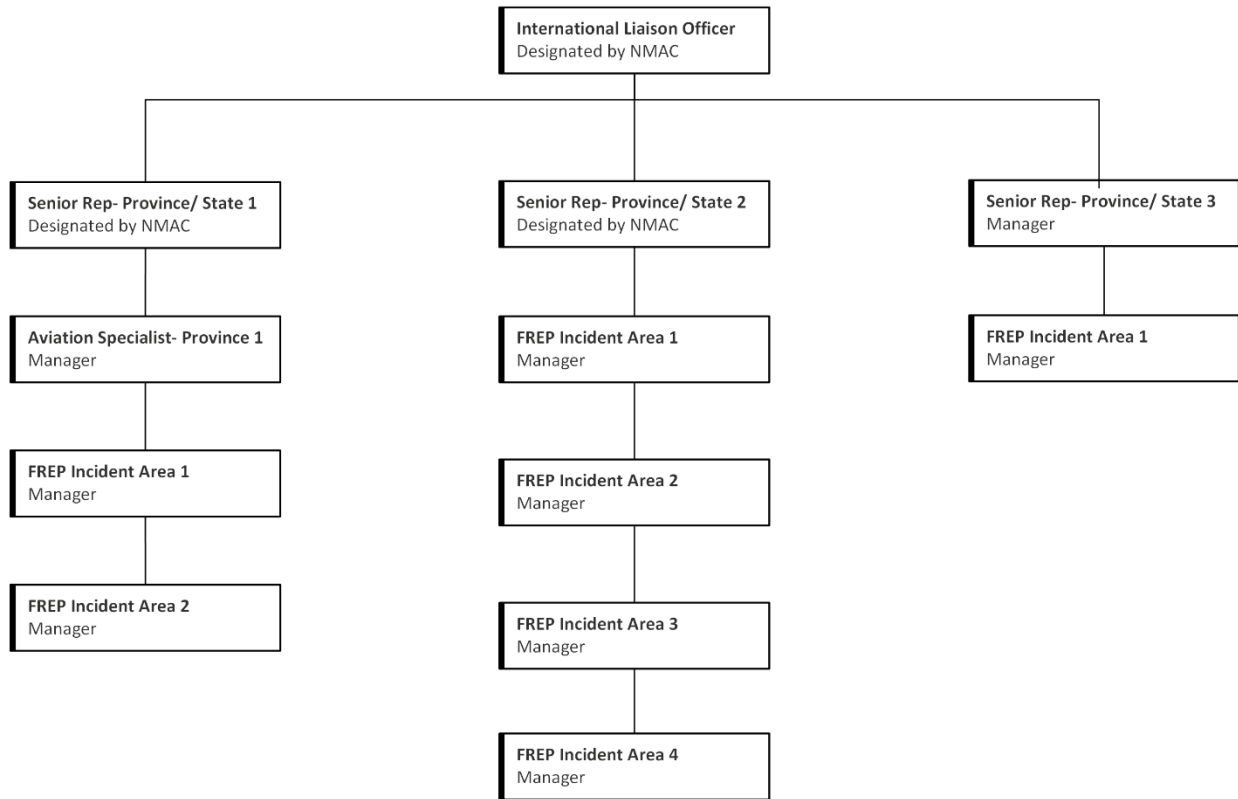 International Liaison Officer
Designated by NMAC
Senior Rep- Province/ State 1
Designated by NMAC
Senior Rep- Province/ State 2
Designated by NMAC
Senior Rep- Province/ State 3
Manager
Aviation Specialist- Province 1
Manager
FREP Incident Area 1
Manager
FREP Incident Area 1
Manager
FREP Incident Area 1
Manager
FREP Incident Area 2
Manager
FREP Incident Area 2
Manager
FREP Incident Area 3
Manager
FREP Incident Area 4
Manager